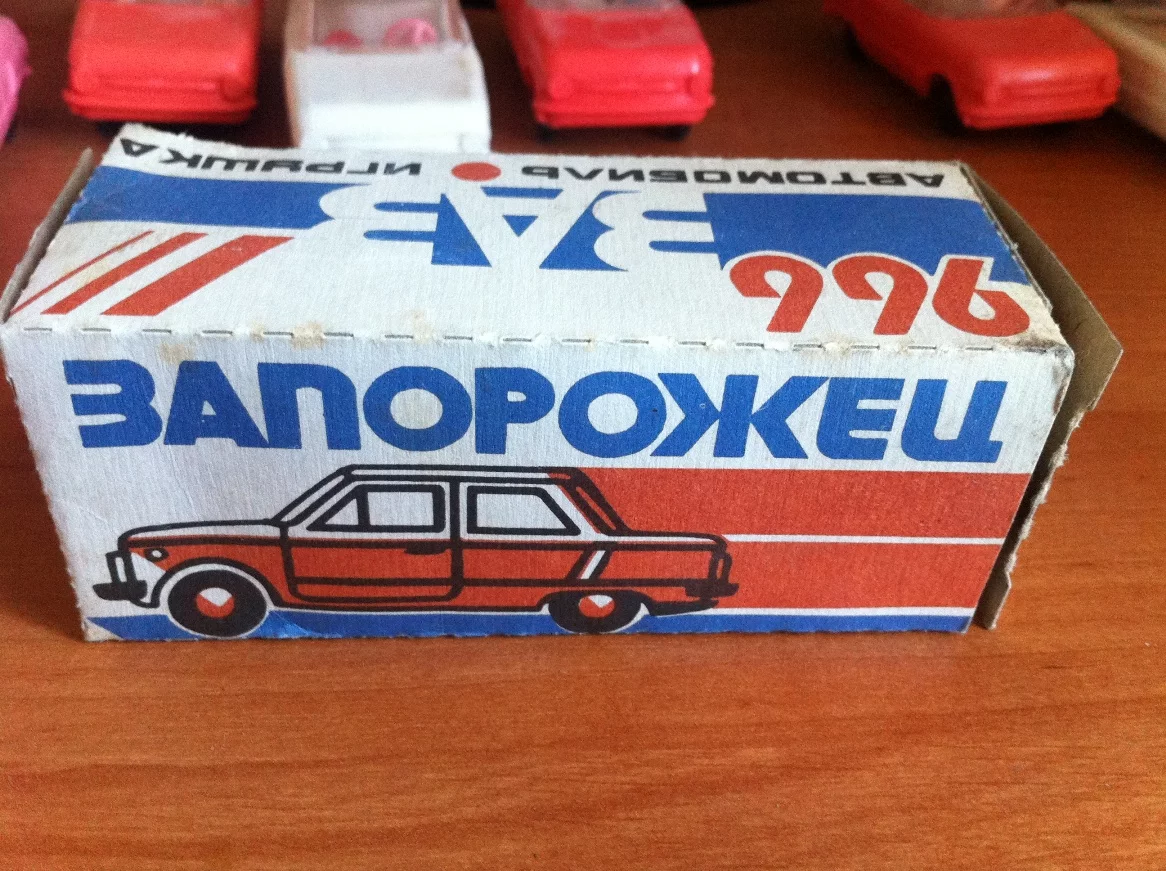 АВТОМОБИЛЬ ИГРУШКА
ЗАЗ
966
ЗАПОРОЖЕЦ